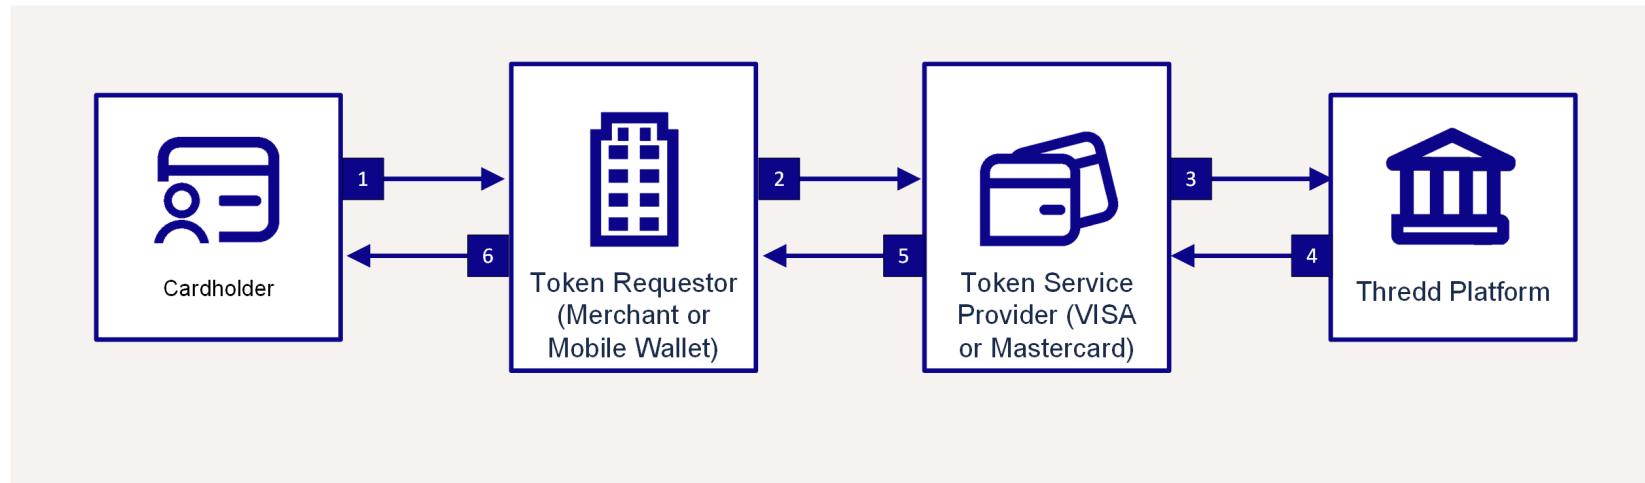 1
2
3
6
5
4
Cardholder
Token Requestor
(Merchant or
Mobile Wallet)
Token Service
Provider (VISA
or Mastercard)
Thredd Platform